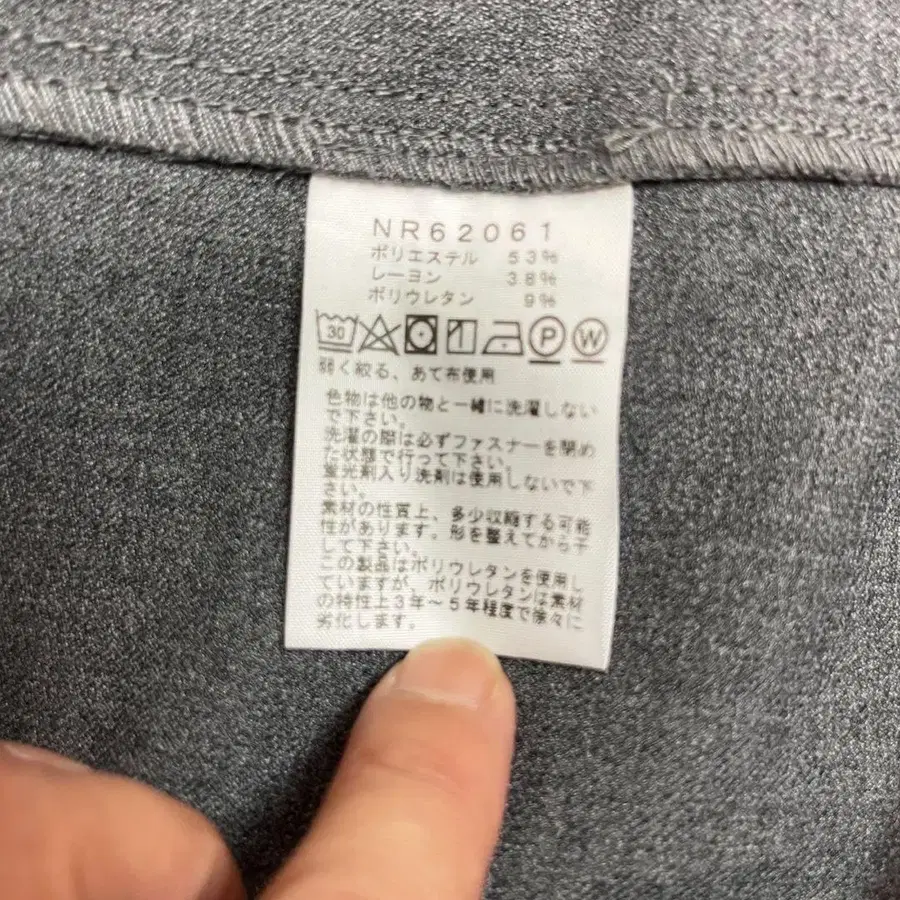 NR62061
ポリエステル 53%
レーヨン 38%
ポリウレタン 9%
30 P W
弱く絞る、あて布使用
色物は他の物と一緒に洗濯しない
で下さい。
洗濯の際は必ずファスナーを閉め
た状態で行って下さい。
蛍光剤入り洗剤は使用しないで下
さい。
素材の性質上、多少収縮する可能
性があります。形を整えてから干
して下さい。
この製品はポリウレタンを使用し
ていますが、ポリウレタンは素材
の特性上3年～5年程度で徐々に
劣化します。